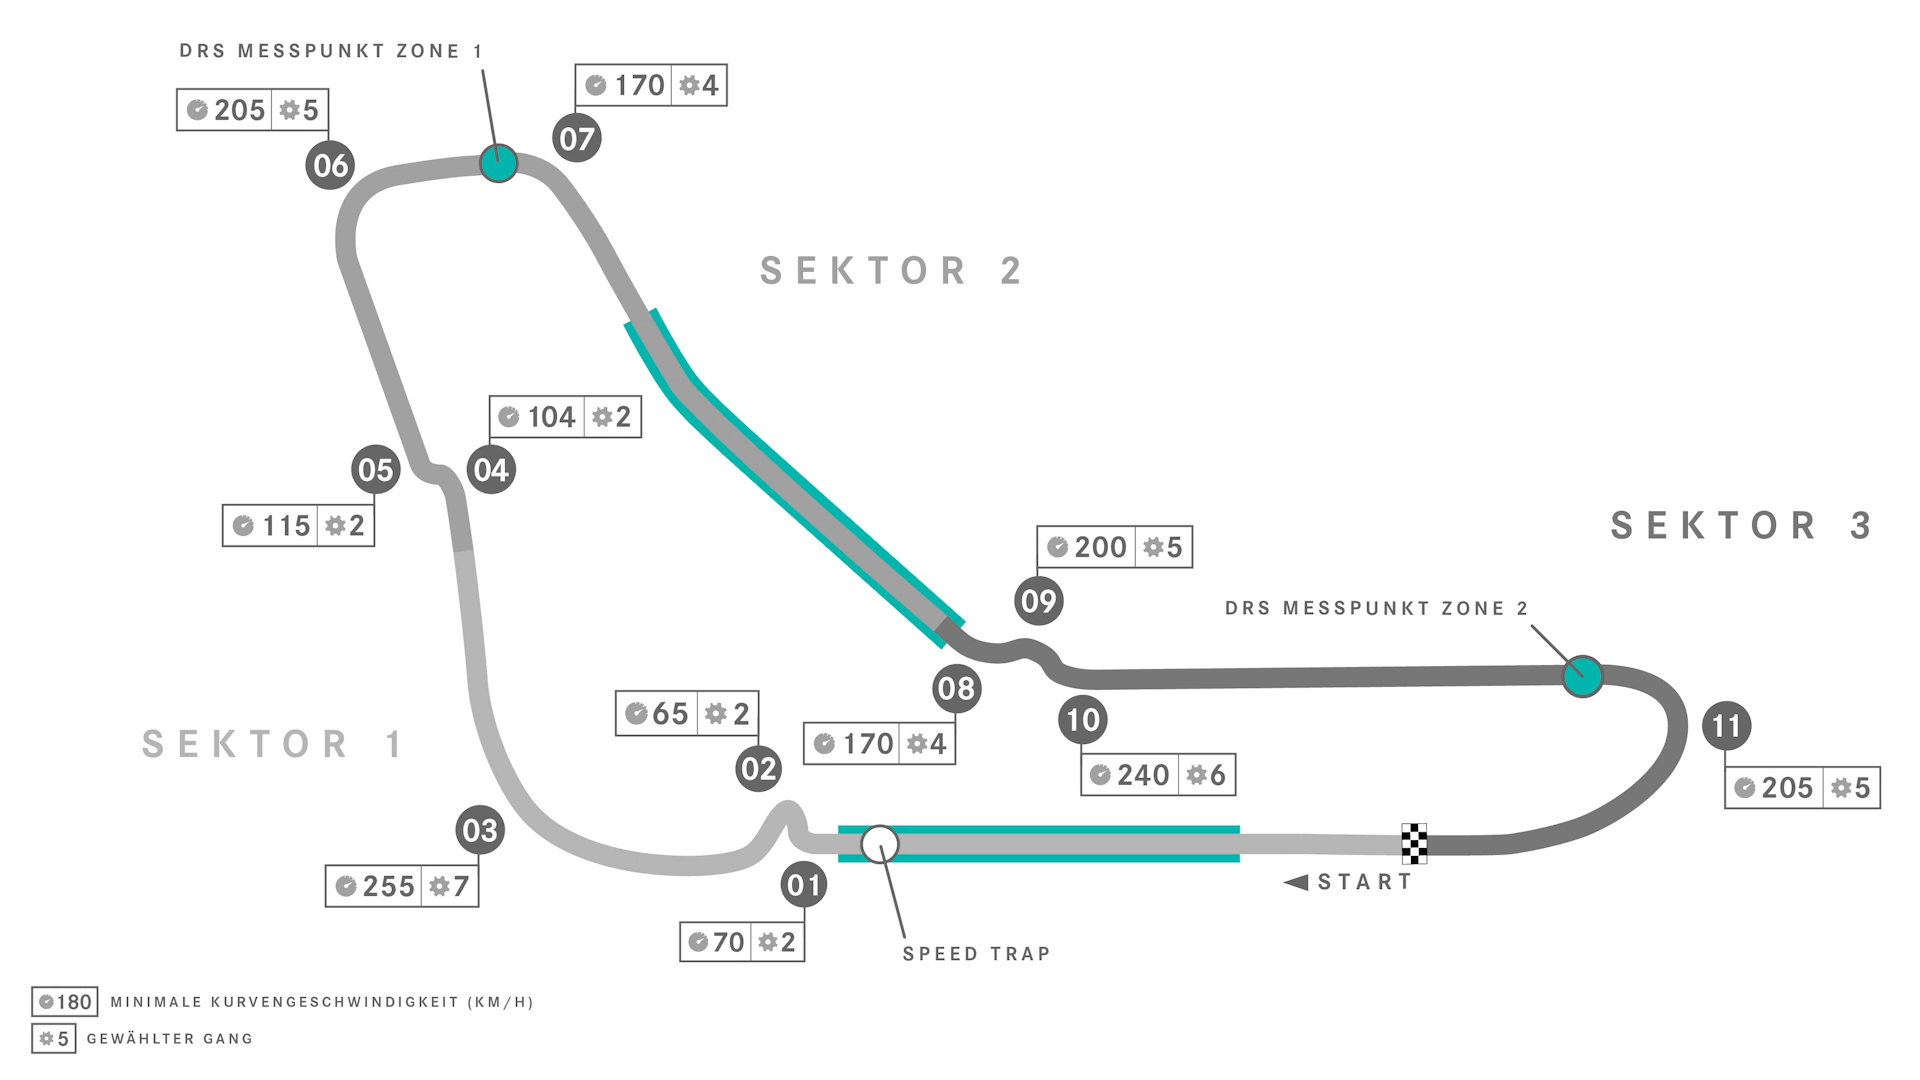 DRS MESSPUNKT ZONE 1
170 4
205 5
07
06
SEKTOR 2
104 2
05
04
115 2
SEKTOR 3
200 5
09
DRS MESSPUNKT ZONE 2
08
65 2
10
11
SEKTOR 1
170 4
02
240 6
205 5
03
START
255 7
01
70 2
SPEED TRAP
180 MINIMALE KURVENGESCHWINDIGKEIT (KM/H)
5 GEWÄHLTER GANG